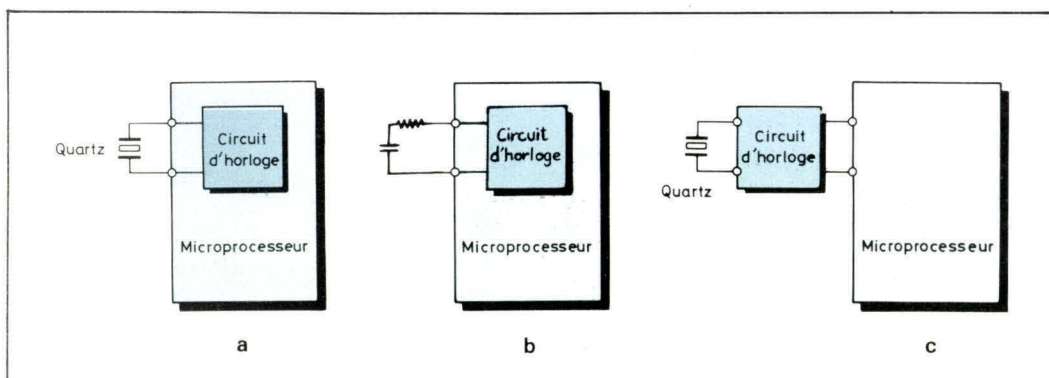 Quartz
Circuit
d'horloge
Microprocesseur
a
Circuit
d'horloge
Microprocesseur
b
Quartz
Circuit
d'horloge
Microprocesseur
c